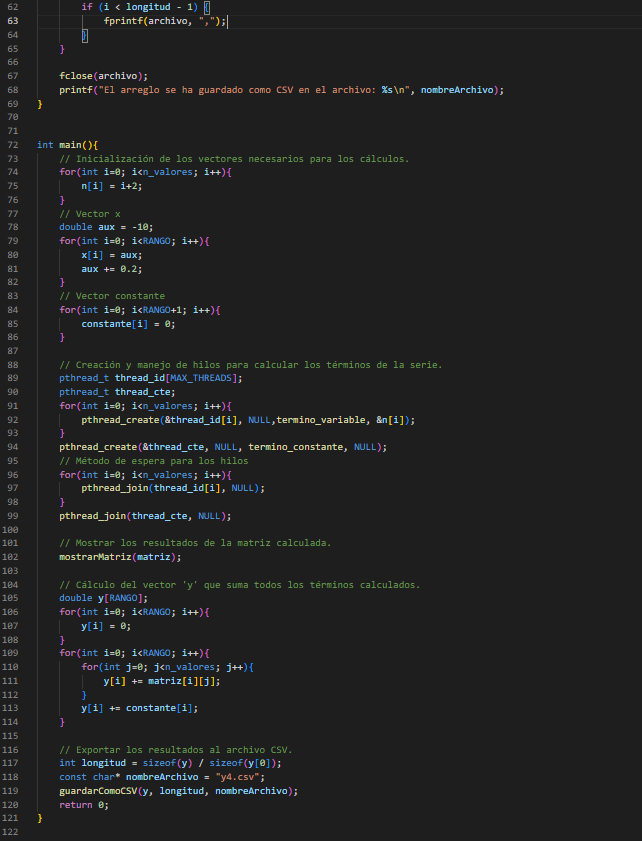 62 if (i < longitud - 1) {
63 fprintf(archivo, ",");
64 }
65 }
66
67 fclose(archivo);
68 printf("El arreglo se ha guardado como CSV en el archivo: %s\n", nombreArchivo);
69 }
70
71
72 int main(){
73 // Inicialización de los vectores necesarios para los cálculos.
74 for(int i=0; i<n_valores; i++){
75 n[i] = i+2;
76 }
77 // Vector x
78 double aux = -10;
79 for(int i=0; i<RANGO; i++){
80 x[i] = aux;
81 aux += 0.2;
82 }
83 // Vector constante
84 for(int i=0; i<RANGO+1; i++){
85 constante[i] = 0;
86 }
87
88 // Creación y manejo de hilos para calcular los términos de la serie.
89 pthread_t thread_id[MAX_THREADS];
90 pthread_t thread_cte;
91 for(int i=0; i<n_valores; i++){
92 pthread_create(&thread_id[i], NULL,termino_variable, &n[i]);
93 }
94 pthread_create(&thread_cte, NULL, termino_constante, NULL);
95 // Método de espera para los hilos
96 for(int i=0; i<n_valores; i++){
97 pthread_join(thread_id[i], NULL);
98 }
99 pthread_join(thread_cte, NULL);
100
101 // Mostrar los resultados de la matriz calculada.
102 mostrarMatriz(matriz);
103
104 // Cálculo del vector 'y' que suma todos los términos calculados.
105 double y[RANGO];
106 for(int i=0; i<RANGO; i++){
107 y[i] = 0;
108 }
109 for(int i=0; i<RANGO; i++){
110 for(int j=0; j<n_valores; j++){
111 y[i] += matriz[i][j];
112 }
113 y[i] += constante[i];
114 }
115
116 // Exportar los resultados al archivo CSV.
117 int longitud = sizeof(y) / sizeof(y[0]);
118 const char* nombreArchivo = "y4.csv";
119 guardarComoCSV(y, longitud, nombreArchivo);
120 return 0;
121 }
122